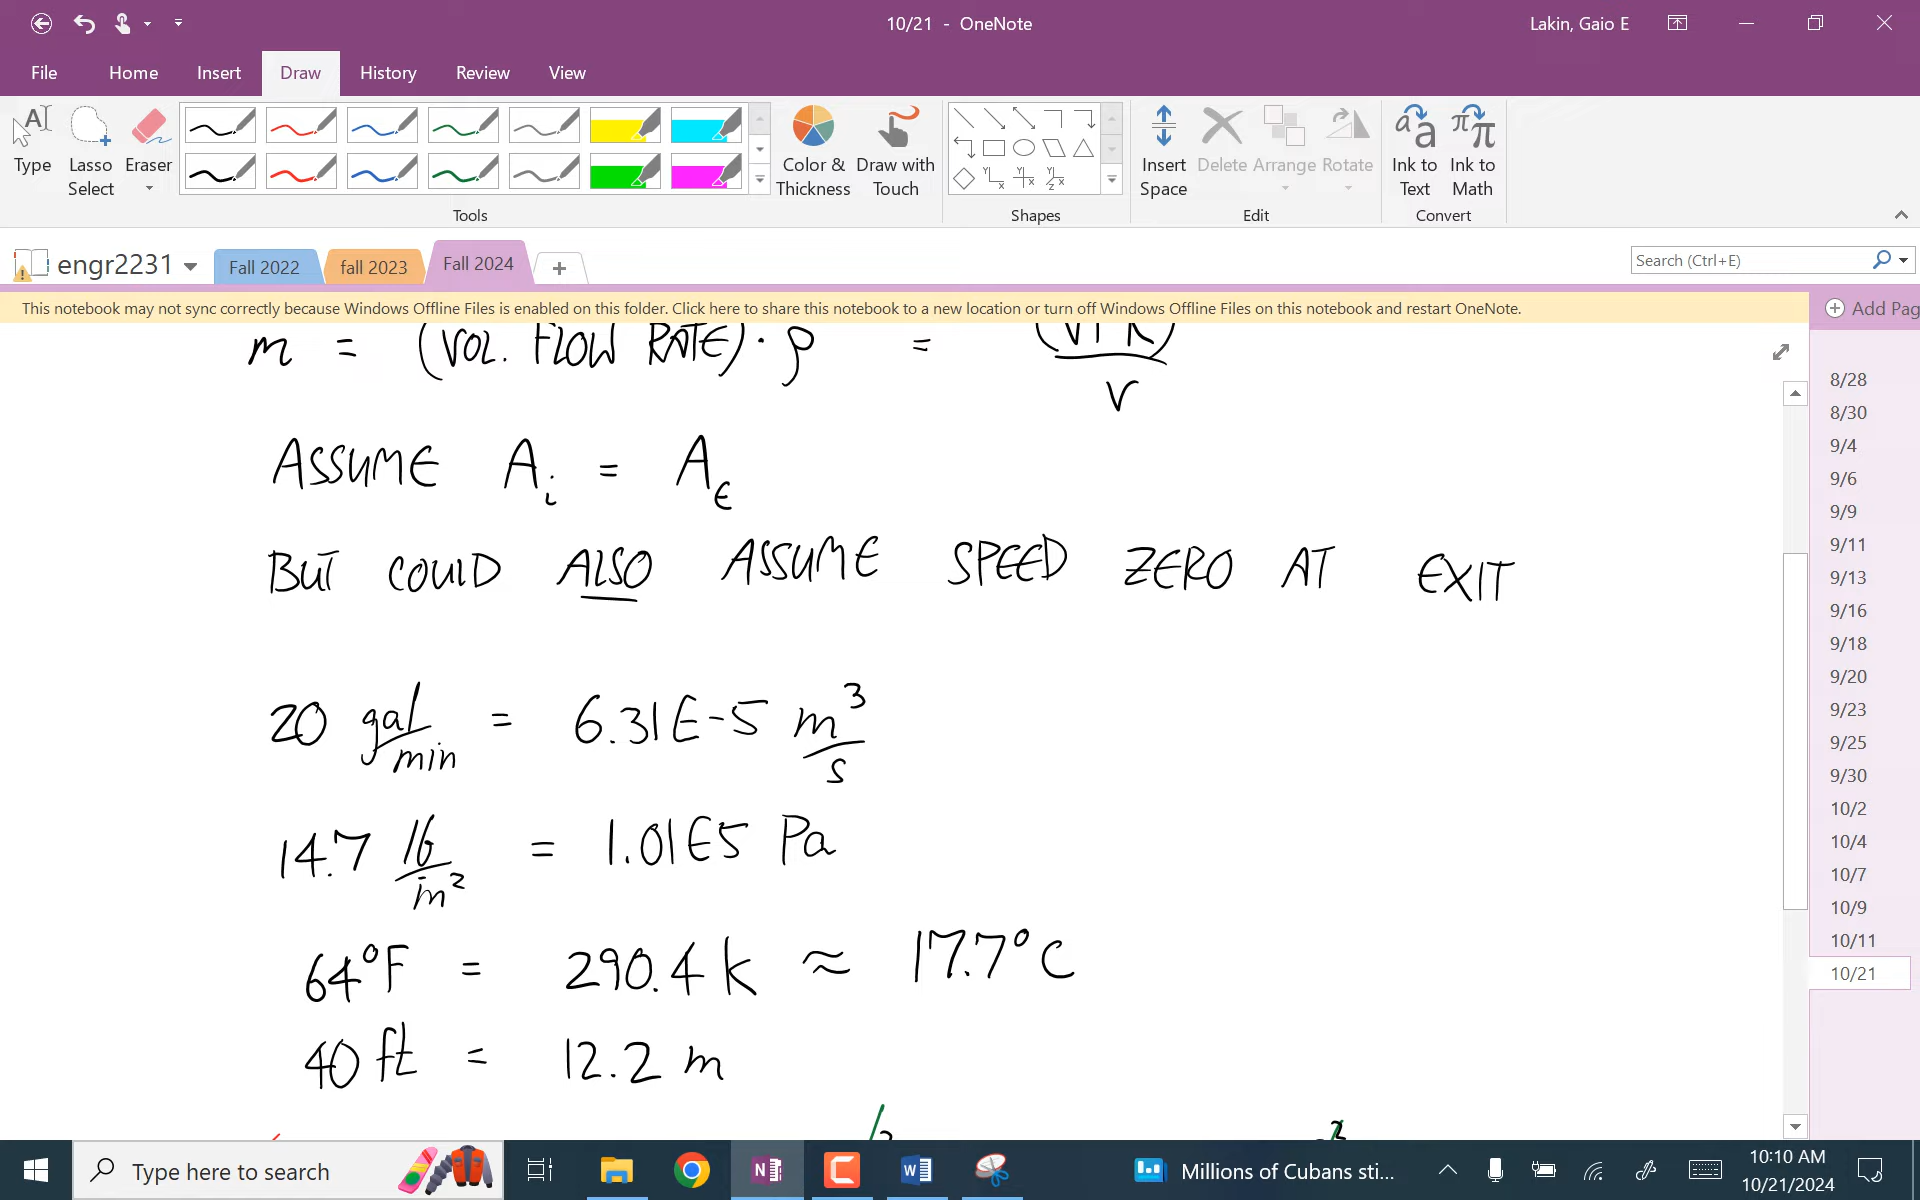 10/21 - OneNote
Lakin, Gaio E
File Home Insert Draw History Review View
Type
Lasso Select
Eraser
Color & Thickness
Draw with Touch
Insert Space
Delete
Arrange
Rotate
Ink to Text
Ink to Math
Tools Shapes Edit Convert
engr2231 Fall 2022 fall 2023 Fall 2024
Search (Ctrl+E)
This notebook may not sync correctly because Windows Offline Files is enabled on this folder. Click here to share this notebook to a new location or turn off Windows Offline Files on this notebook and restart OneNote.
Add Pag
m = (VOL. FLOW RATE) · ρ = (VFR)/v
ASSUME A_i = A_e
BUT COULD ALSO ASSUME SPEED ZERO AT EXIT
20 gal/min = 6.31E-5 m³/s
14.7 lb/in² = 1.01E5 Pa
64°F = 290.4 K ≈ 17.7°C
40 ft = 12.2 m
8/28
8/30
9/4
9/6
9/9
9/11
9/13
9/16
9/18
9/20
9/23
9/25
9/30
10/2
10/4
10/7
10/9
10/11
10/21
Type here to search
Millions of Cubans sti...
10:10 AM
10/21/2024